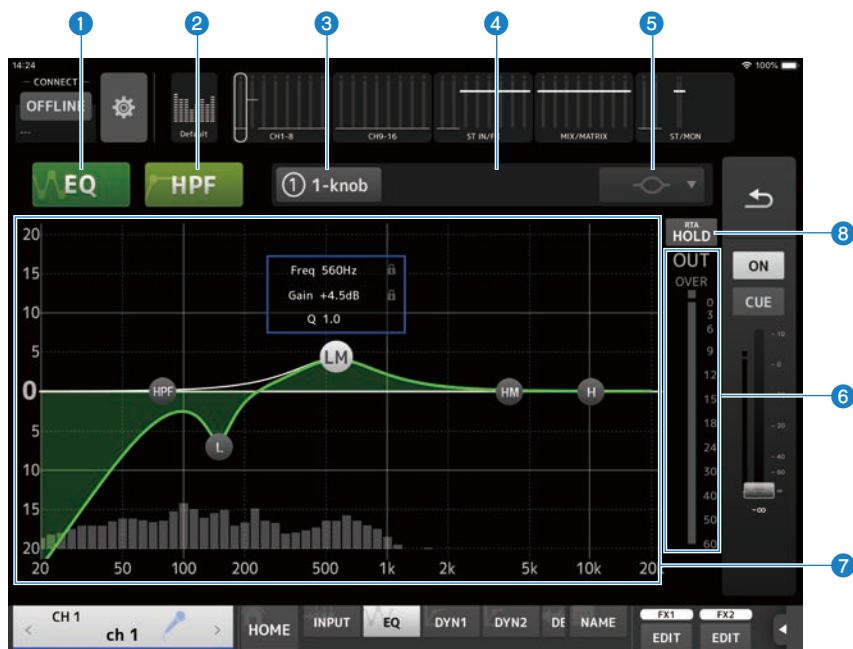 1 2 3 4 5
14:24 100%
CONNECT
OFFLINE
---
Default
CH1-8 CH9-16 ST IN/FX MIX/MATRIX ST/MON
EQ HPF 1 1-knob
RTA
HOLD 8
OUT
OVER
0
3
6
9
12
15
18
24
30
40
50
60
6
ON
CUE
10
0
20
40
60
∞
-∞
20
15
10
5
0
5
10
15
20
Freq 560Hz
Gain +4.5dB
Q 1.0
HPF L LM HM H
20 50 100 200 500 1k 2k 5k 10k
7
CH 1
< ch 1 >
HOME INPUT EQ DYN1 DYN2 NAME
FX1 FX2
EDIT EDIT